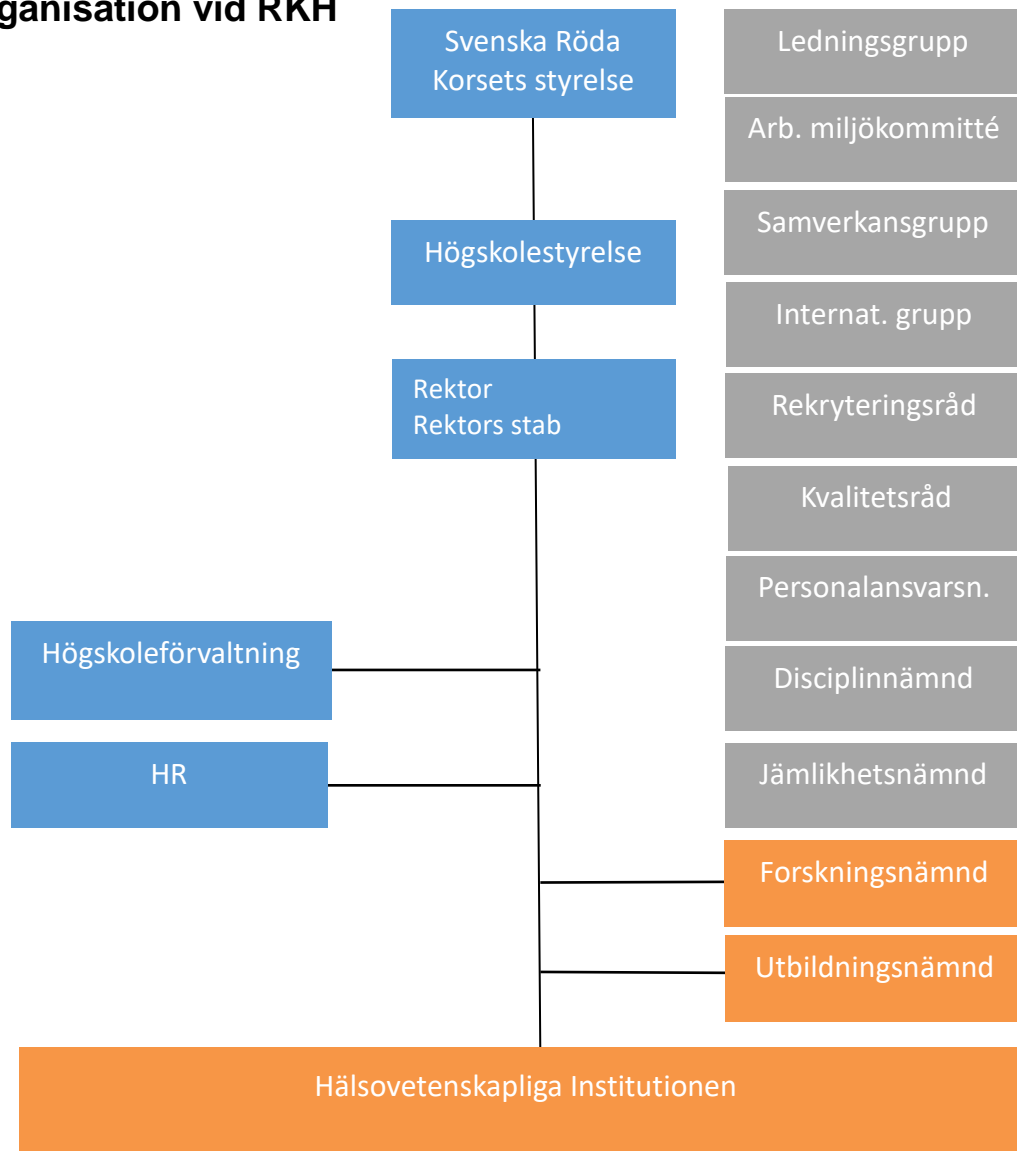 ganisation vid RKH
Svenska Röda
Korsets styrelse
Högskolestyrelse
Rektor
Rektors stab
Högskoleförvaltning
HR
Ledningsgrupp
Arb. miljökommitté
Samverkansgrupp
Internat. grupp
Rekryteringsråd
Kvalitetsråd
Personalansvarsn.
Disciplinnämnd
Jämlikhetsnämnd
Forskningsnämnd
Utbildningsnämnd
Hälsovetenskapliga Institutionen